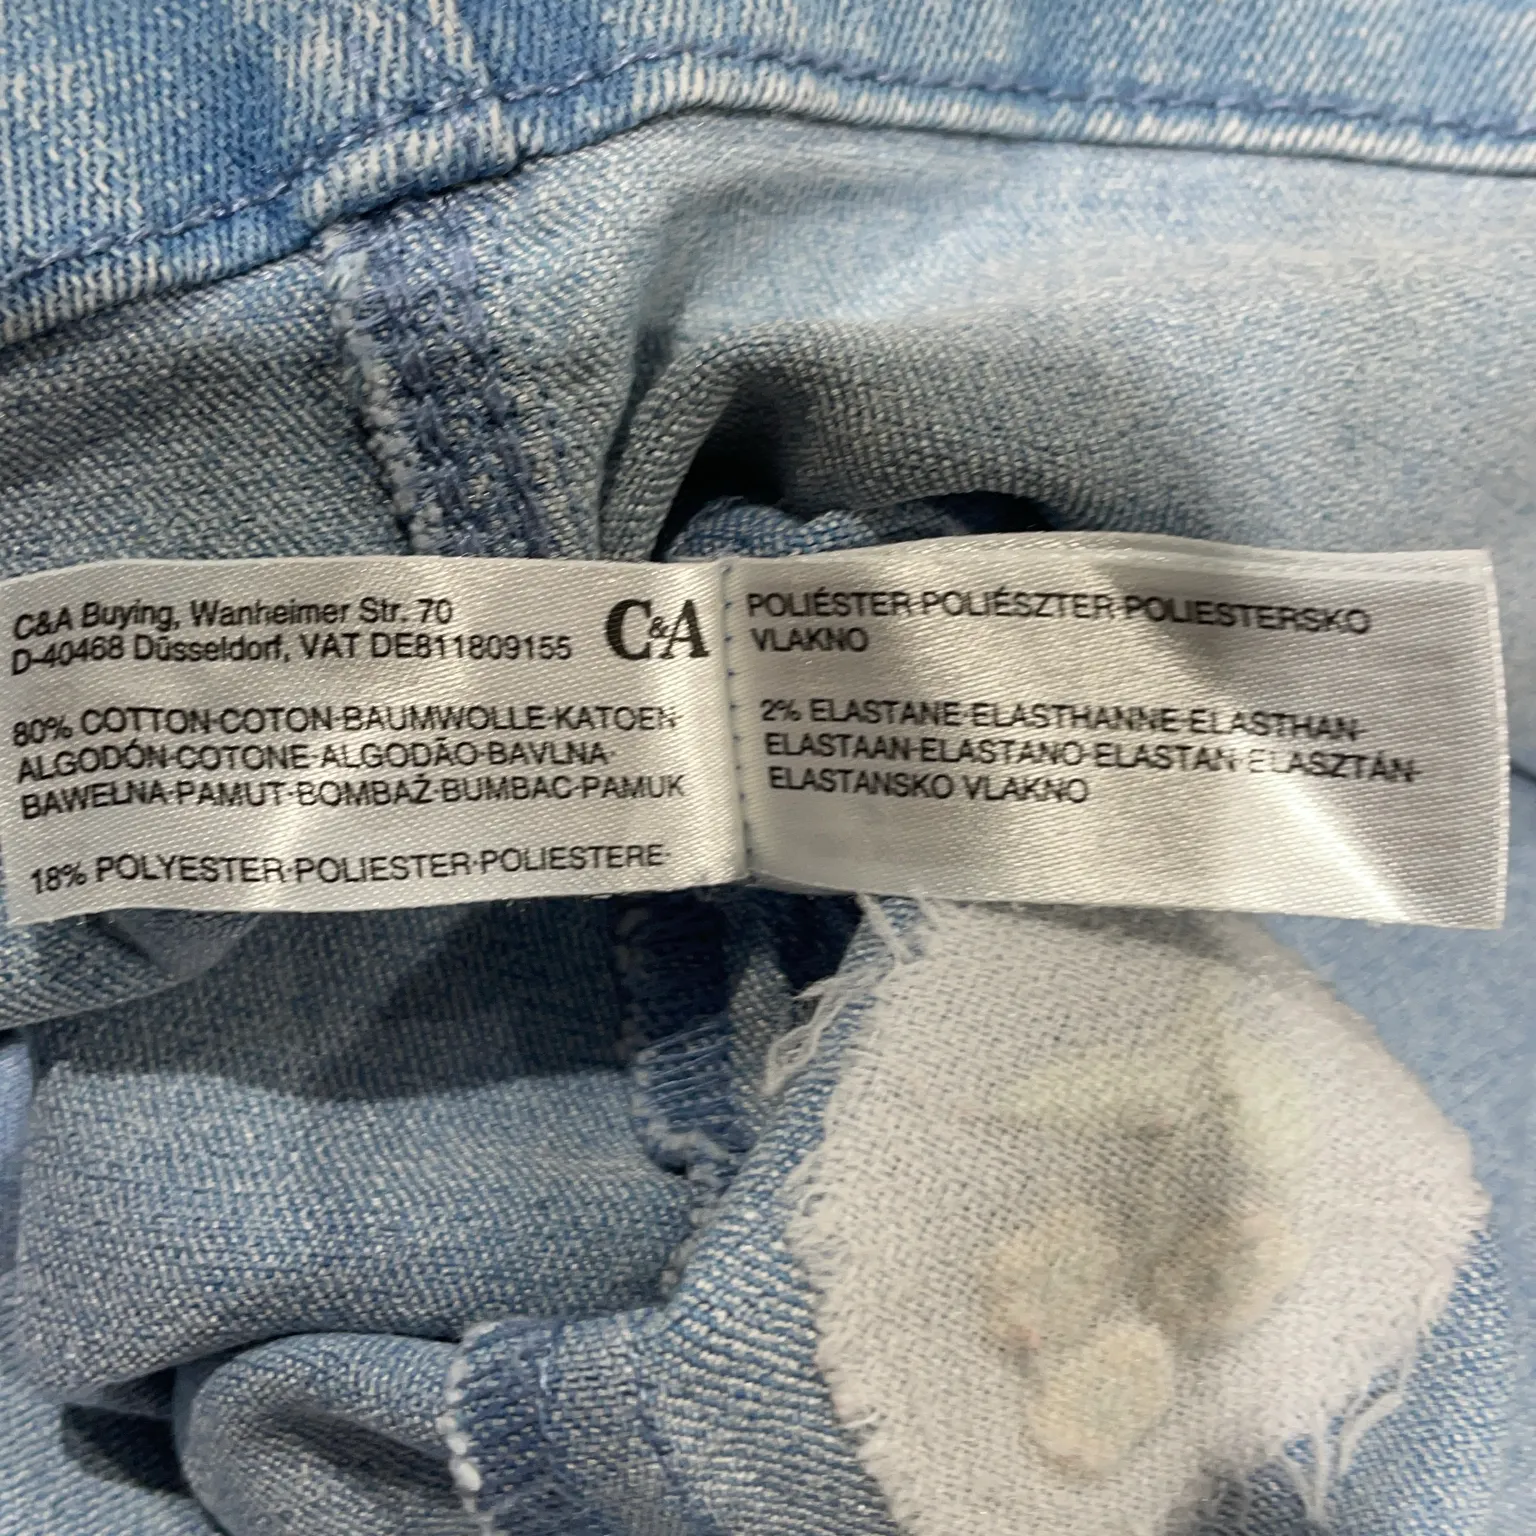 C&A Buying, Wanheimer Str. 70
D-40468 Düsseldorf, VAT DE811809155
C&A
80% COTTON·COTON·BAUMWOLLE·KATOEN·
ALGODÓN·COTONE·ALGODÃO·BAVLNA·
BAWEŁNA·PAMUT·BOMBAŽ·BUMBAC·PAMUK
18% POLYESTER·POLIESTER·POLIESTERE·
POLIÉSTER·POLIÉSZTER·POLIESTERSKO
VLAKNO
2% ELASTANE·ELASTHANNE·ELASTHAN·
ELASTAAN·ELASTANO·ELASTAN·ELASZTÁN·
ELASTANSKO VLAKNO